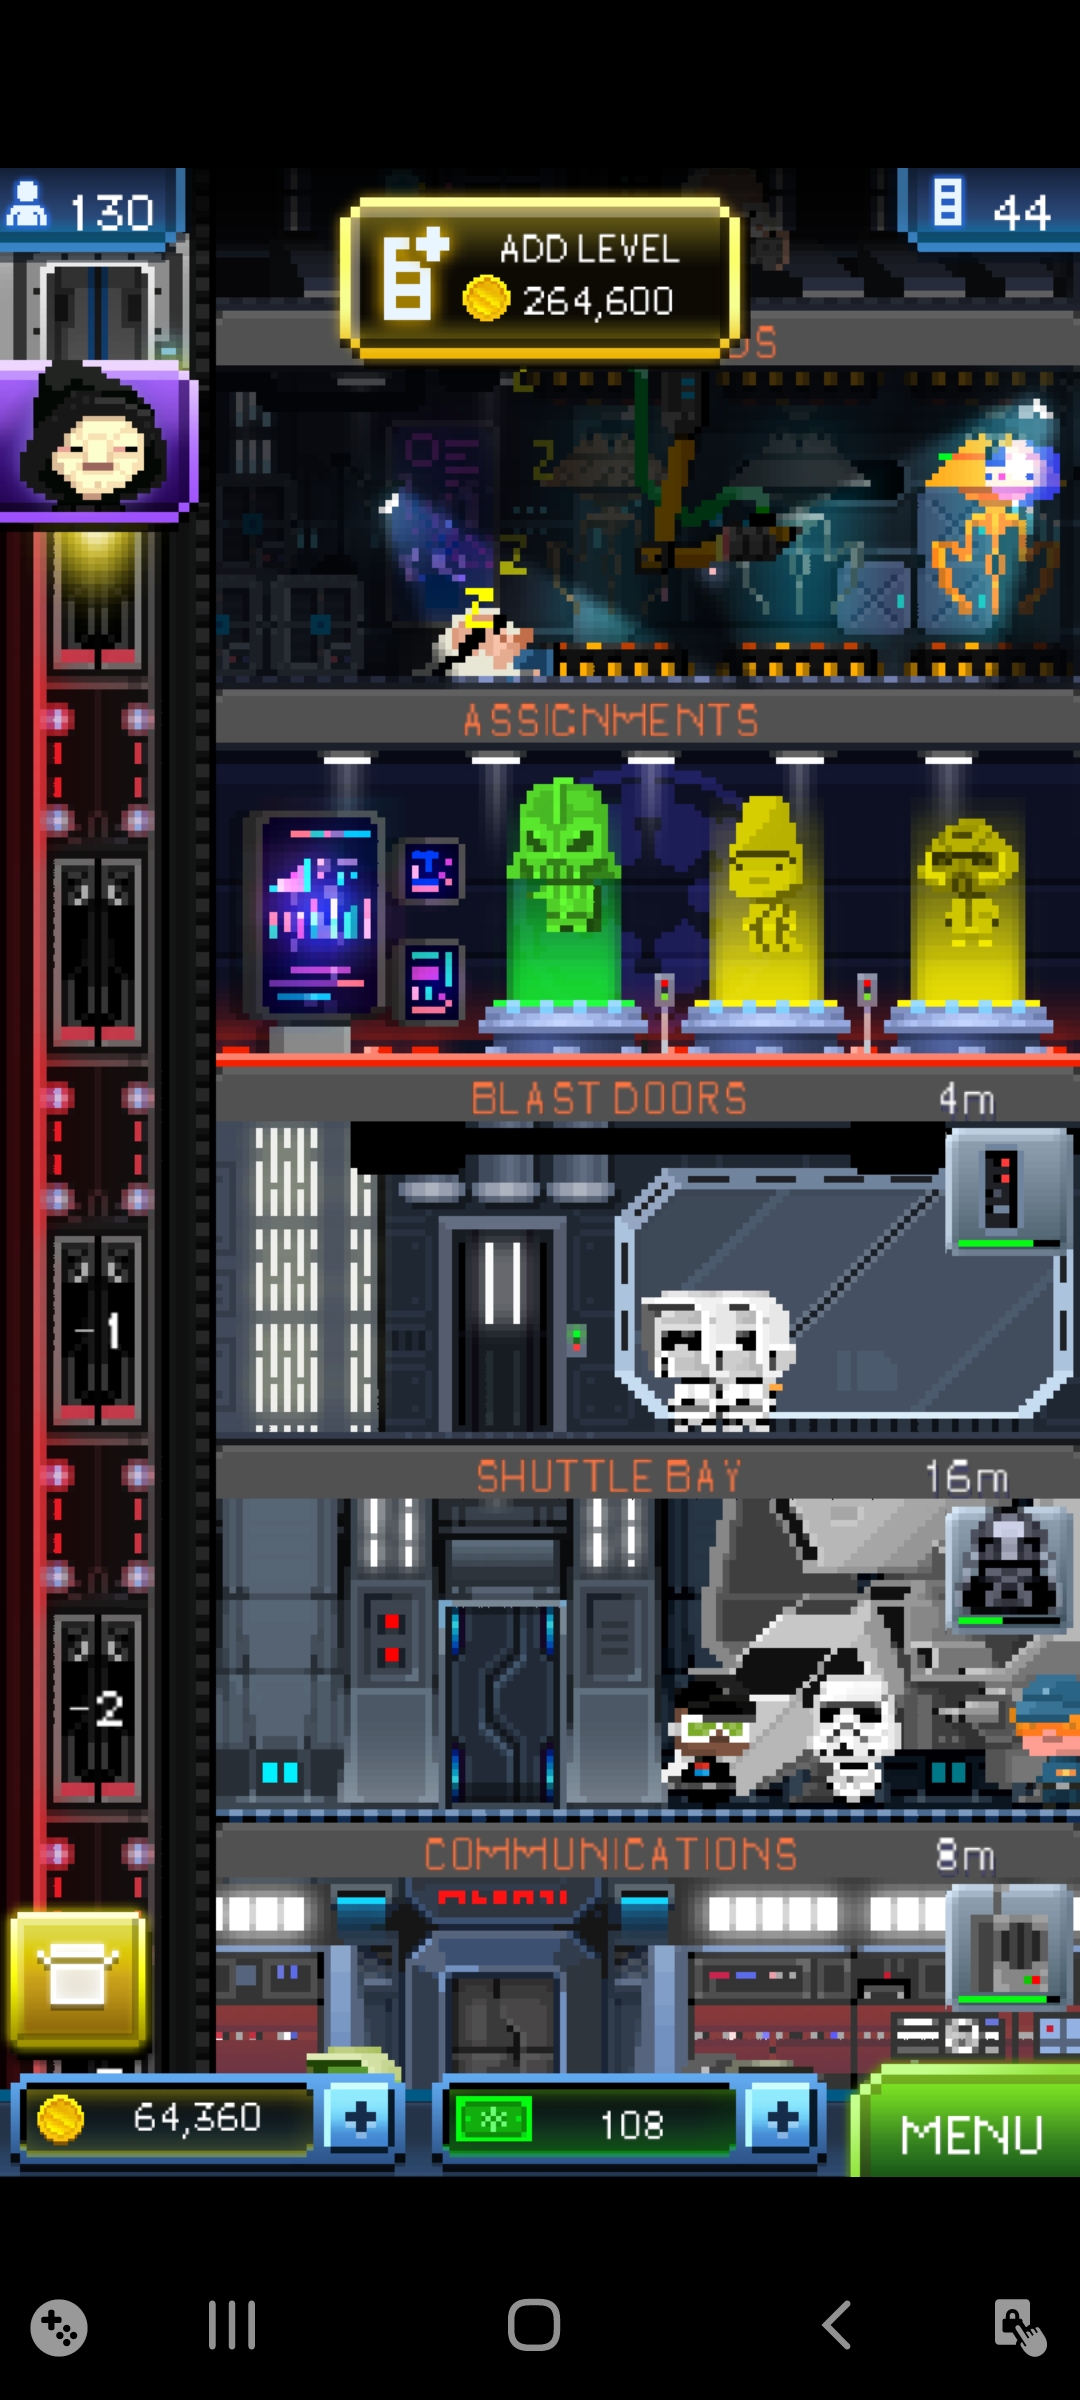 130
44
ADD LEVEL
264,600
DS
Z
Z
Z
ASSIGNMENTS
BLAST DOORS 4m
-1
SHUTTLE BAY 16m
-2
COMMUNICATIONS 8m
64,360
108
MENU